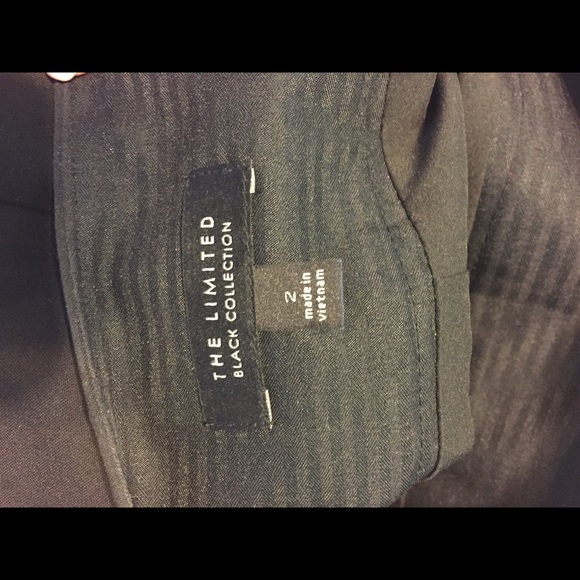 THE LIMITED
BLACK COLLECTION
2
made in
vietnam